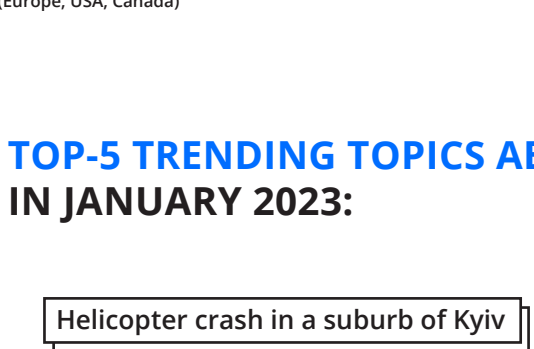 (Europe, USA, Canada)
TOP-5 TRENDING TOPICS
IN JANUARY 2023:
Helicopter crash in a suburb of Kyiv